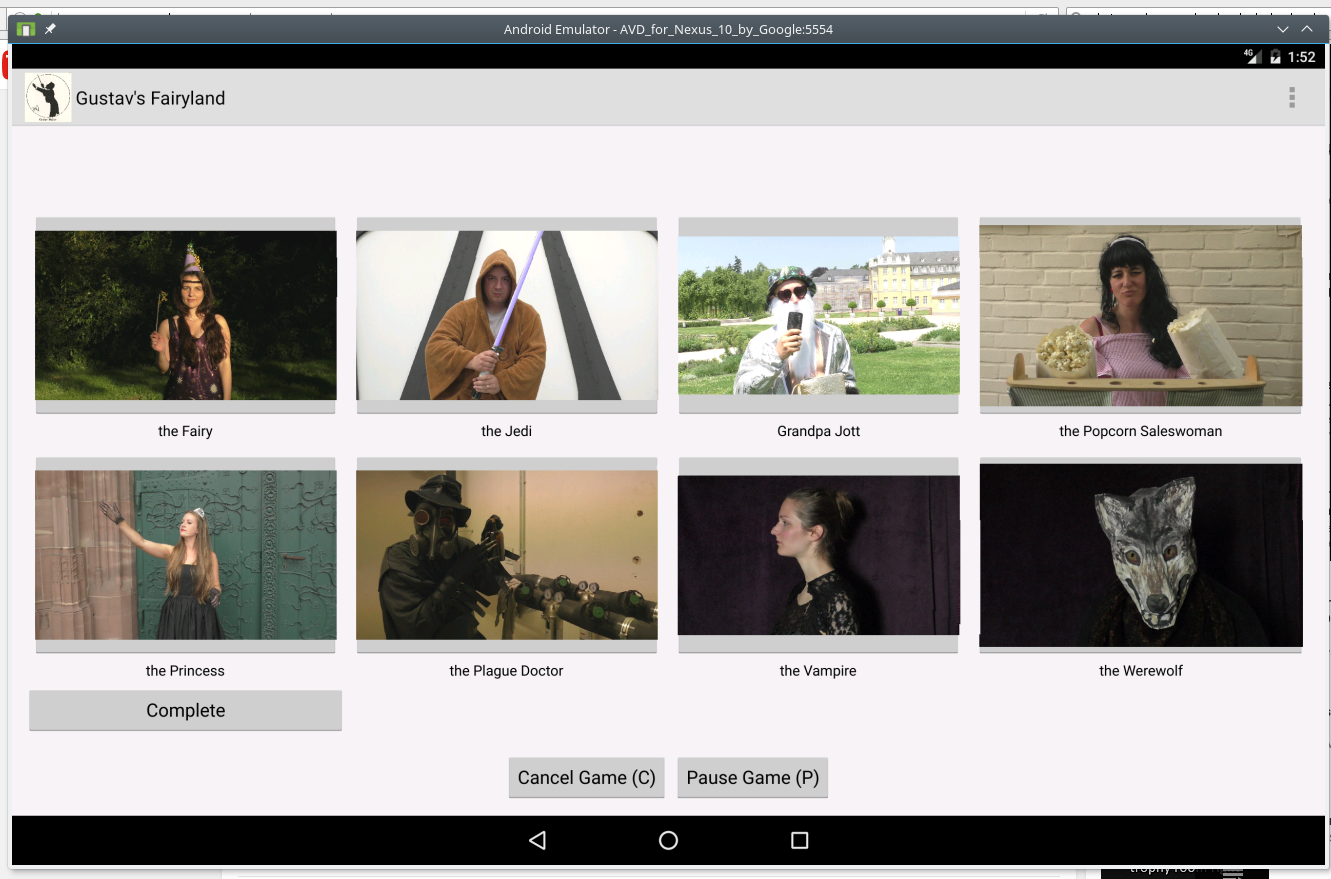 Android Emulator - AVD_for_Nexus_10_by_Google:5554
4G 1:52
Gustav's Fairyland
the Fairy the Jedi Grandpa Jott the Popcorn Saleswoman
the Princess the Plague Doctor the Vampire the Werewolf
Complete
Cancel Game (C) Pause Game (P)